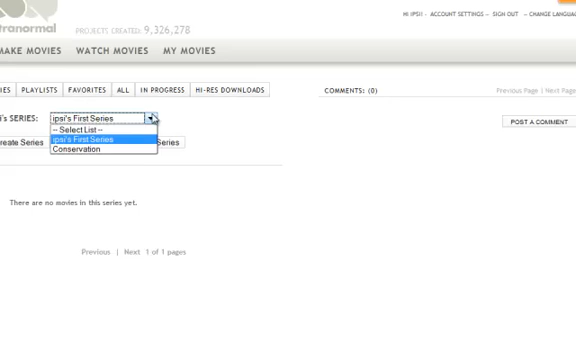 HI IPSI! - ACCOUNT SETTINGS - SIGN OUT - CHANGE LANGUA
tranormal
PROJECTS CREATED: 9,326,278
MAKE MOVIES WATCH MOVIES MY MOVIES
IES PLAYLISTS FAVORITES ALL IN PROGRESS HI-RES DOWNLOADS
COMMENTS: (0) Previous Page | Next Page
i's SERIES: ipsi's First Series
POST A COMMENT
-- Select List --
ipsi's First Series
Conservation
reate Series Series
There are no movies in this series yet.
Previous | Next 1 of 1 pages